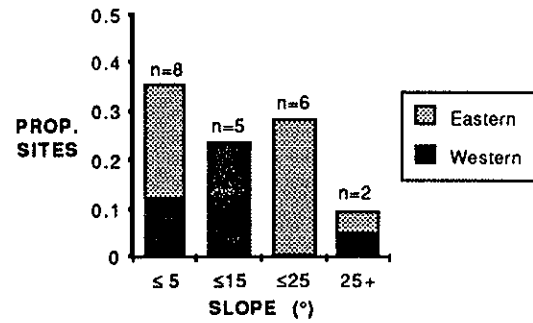 0.5
0.4
0.3
0.2
0.1
0
PROP.
SITES
n=8
n=5
n=6
n=2
≤ 5
≤15
≤25
25+
SLOPE (°)
Eastern
Western